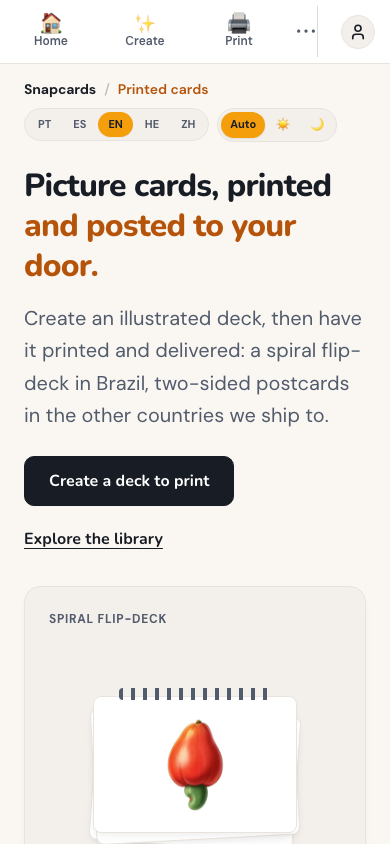 Home
Create
Print
Snapcards / Printed cards
PT ES EN HE ZH
Auto
Picture cards, printed
and posted to your
door.
Create an illustrated deck, then have
it printed and delivered: a spiral flip-
deck in Brazil, two-sided postcards
in the other countries we ship to.
Create a deck to print
Explore the library
SPIRAL FLIP-DECK